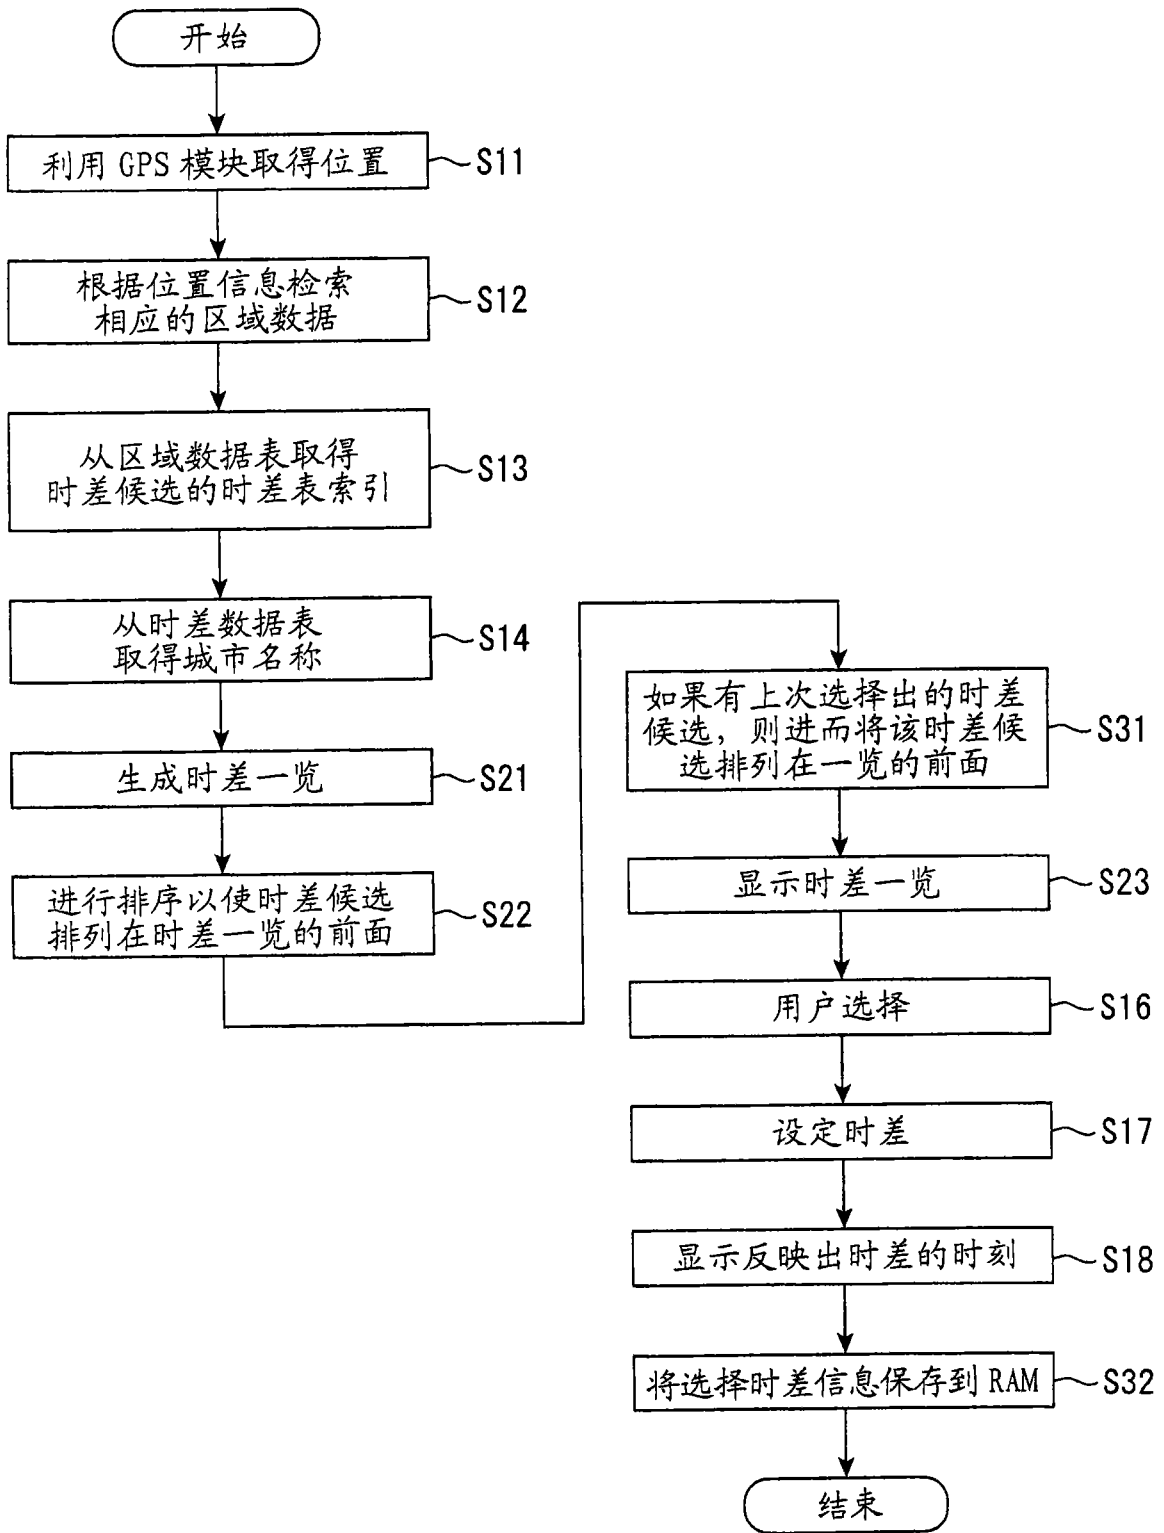 开始
利用 GPS 模块取得位置
S11
根据位置信息检索
相应的区域数据
S12
从区域数据表取得
时差候选的时差表索引
S13
从时差数据表
取得城市名称
S14
生成时差一览
S21
进行排序以使时差候选
排列在时差一览的前面
S22
如果有上次选择出的时差
候选，则进而将该时差候
选排列在一览的前面
S31
显示时差一览
S23
用户选择
S16
设定时差
S17
显示反映出时差的时刻
S18
将选择时差信息保存到 RAM
S32
结束